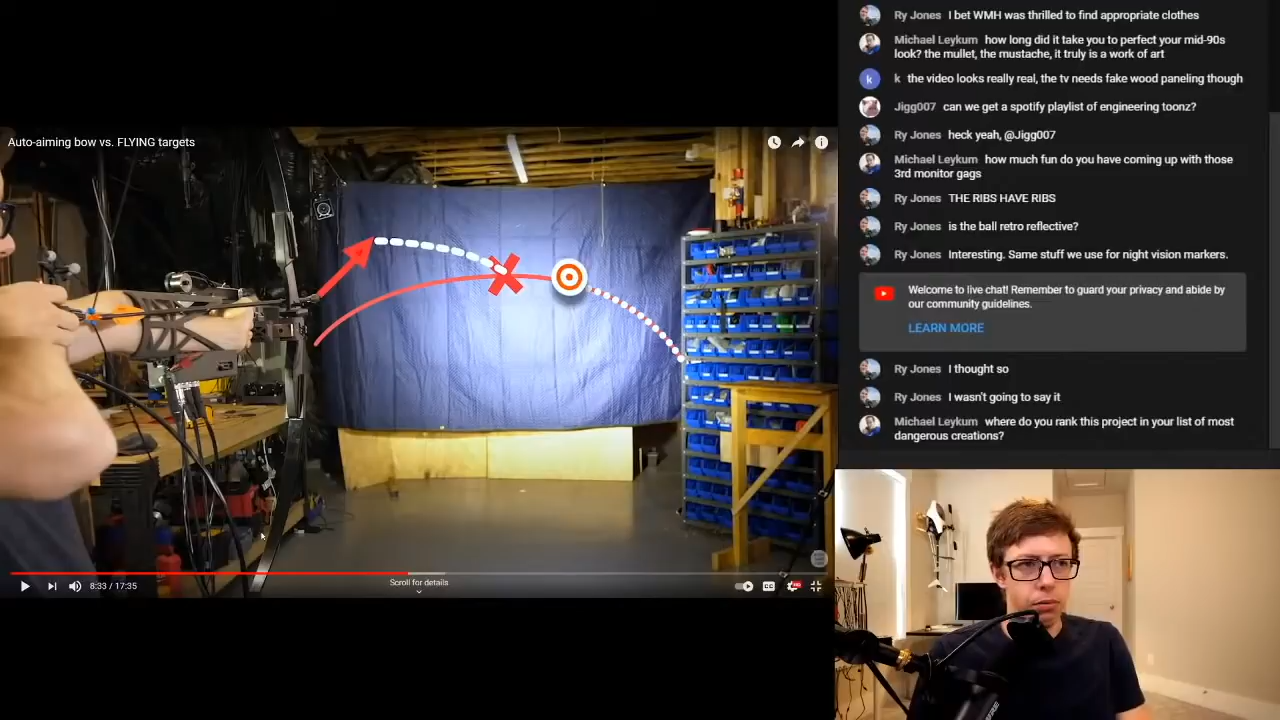 Auto-aiming bow vs. FLYING targets
8:33 / 17:35
Scroll for details
CC
HD
Ry Jones I bet WMH was thrilled to find appropriate clothes
Michael Leykum how long did it take you to perfect your mid-90s
look? the mullet, the mustache, it truly is a work of art
k the video looks really real, the tv needs fake wood paneling though
Jigg007 can we get a spotify playlist of engineering toonz?
Ry Jones heck yeah, @Jigg007
Michael Leykum how much fun do you have coming up with those
3rd monitor gags
Ry Jones THE RIBS HAVE RIBS
Ry Jones is the ball retro reflective?
Ry Jones Interesting. Same stuff we use for night vision markers.
Welcome to live chat! Remember to guard your privacy and abide by
our community guidelines.
LEARN MORE
Ry Jones I thought so
Ry Jones I wasn't going to say it
Michael Leykum where do you rank this project in your list of most
dangerous creations?